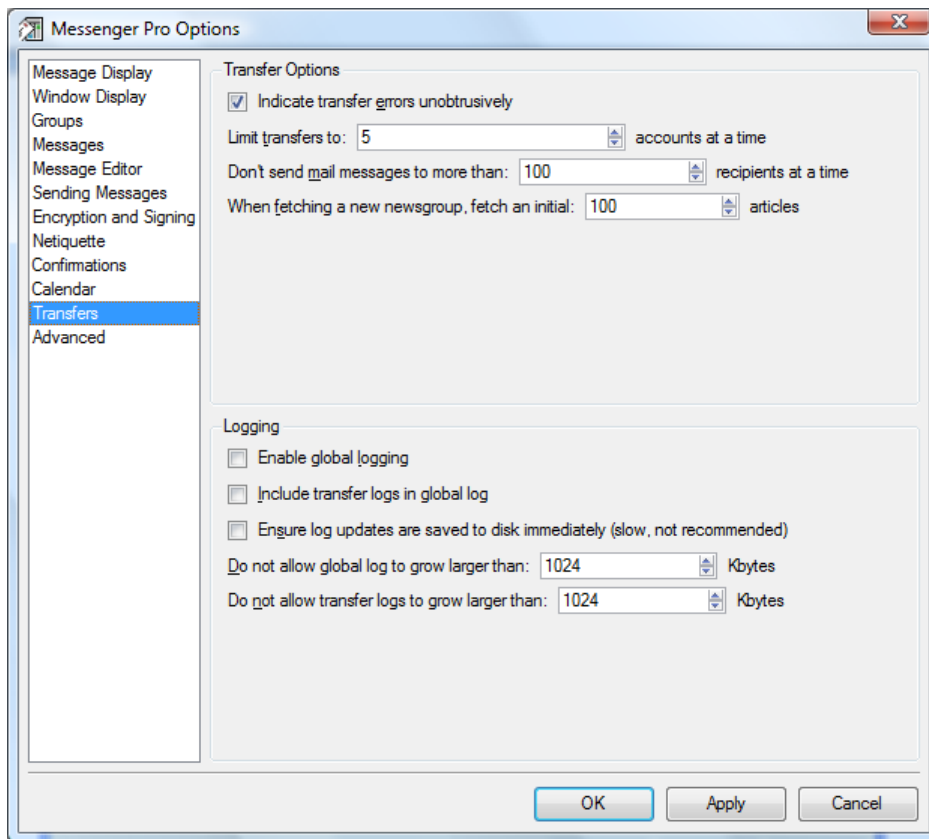 Messenger Pro Options
Message Display
Window Display
Groups
Messages
Message Editor
Sending Messages
Encryption and Signing
Netiquette
Confirmations
Calendar
Transfers
Advanced
Transfer Options
Indicate transfer errors unobtrusively
Limit transfers to: 5 accounts at a time
Don't send mail messages to more than: 100 recipients at a time
When fetching a new newsgroup, fetch an initial: 100 articles
Logging
Enable global logging
Include transfer logs in global log
Ensure log updates are saved to disk immediately (slow, not recommended)
Do not allow global log to grow larger than: 1024 Kbytes
Do not allow transfer logs to grow larger than: 1024 Kbytes
OK Apply Cancel